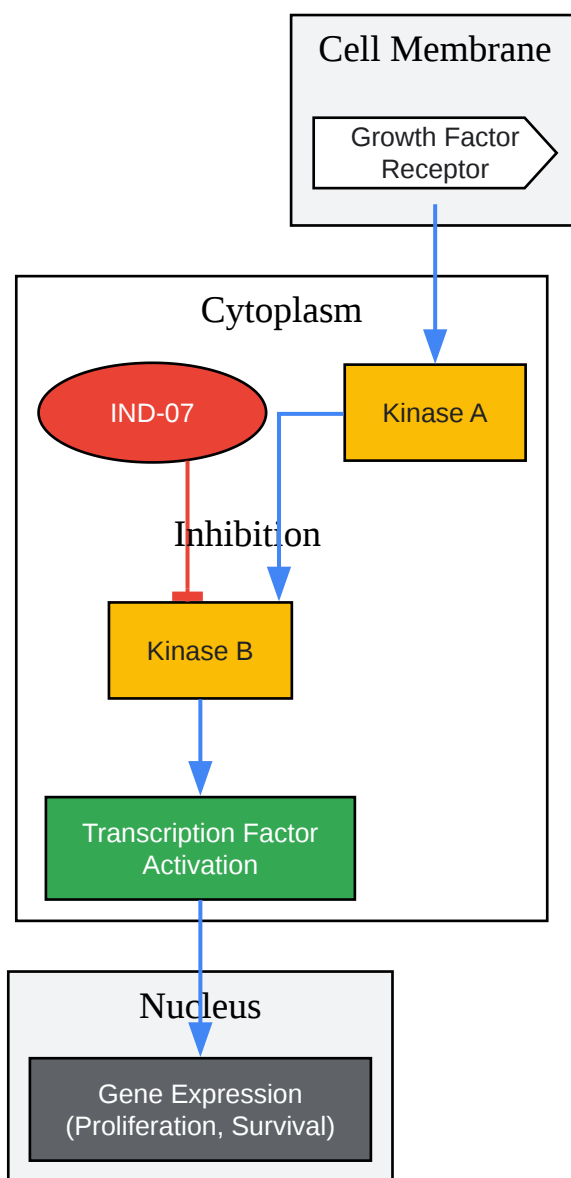 Cell Membrane
Growth Factor
Receptor
Cytoplasm
IND-07
Kinase A
Inhibition
Kinase B
Transcription Factor
Activation
Nucleus
Gene Expression
(Proliferation, Survival)